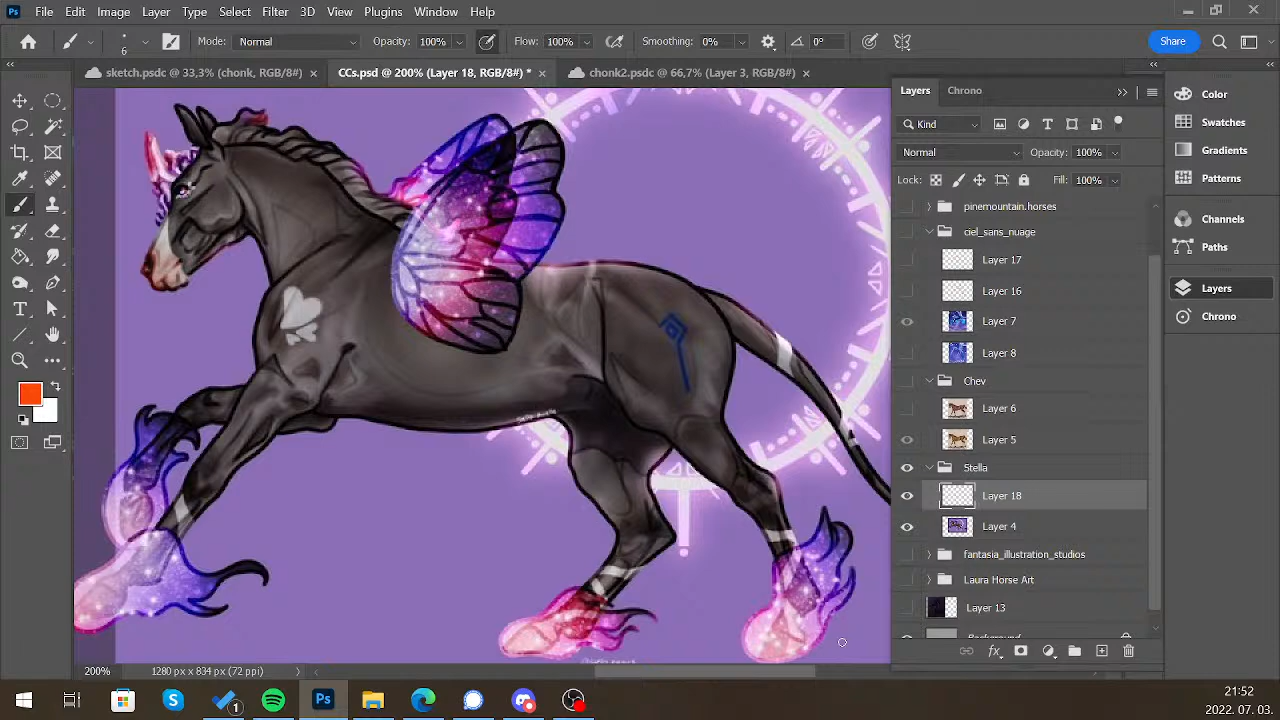 Ps File Edit Image Layer Type Select Filter 3D View Plugins Window Help
6 Mode: Normal Opacity: 100% Flow: 100% Smoothing: 0% 0° Share
sketch.psdc @ 33,3% (chonk, RGB/8#) × CCs.psd @ 200% (Layer 18, RGB/8#) * × chonk2.psdc @ 66,7% (Layer 3, RGB/8#) ×
Layers Chrono
Kind
Normal Opacity: 100%
Lock: Fill: 100%
pinemountain.horses
ciel_sans_nuage
Layer 17
Layer 16
Layer 7
Layer 8
Chev
Layer 6
Layer 5
Stella
Layer 18
Layer 4
fantasia_illustration_studios
Laura Horse Art
Layer 13
Background
Color
Swatches
Gradients
Patterns
Channels
Paths
Layers
Chrono
200% 1280 px x 834 px (72 ppi)
1
Ps
21:52
2022. 07. 03.